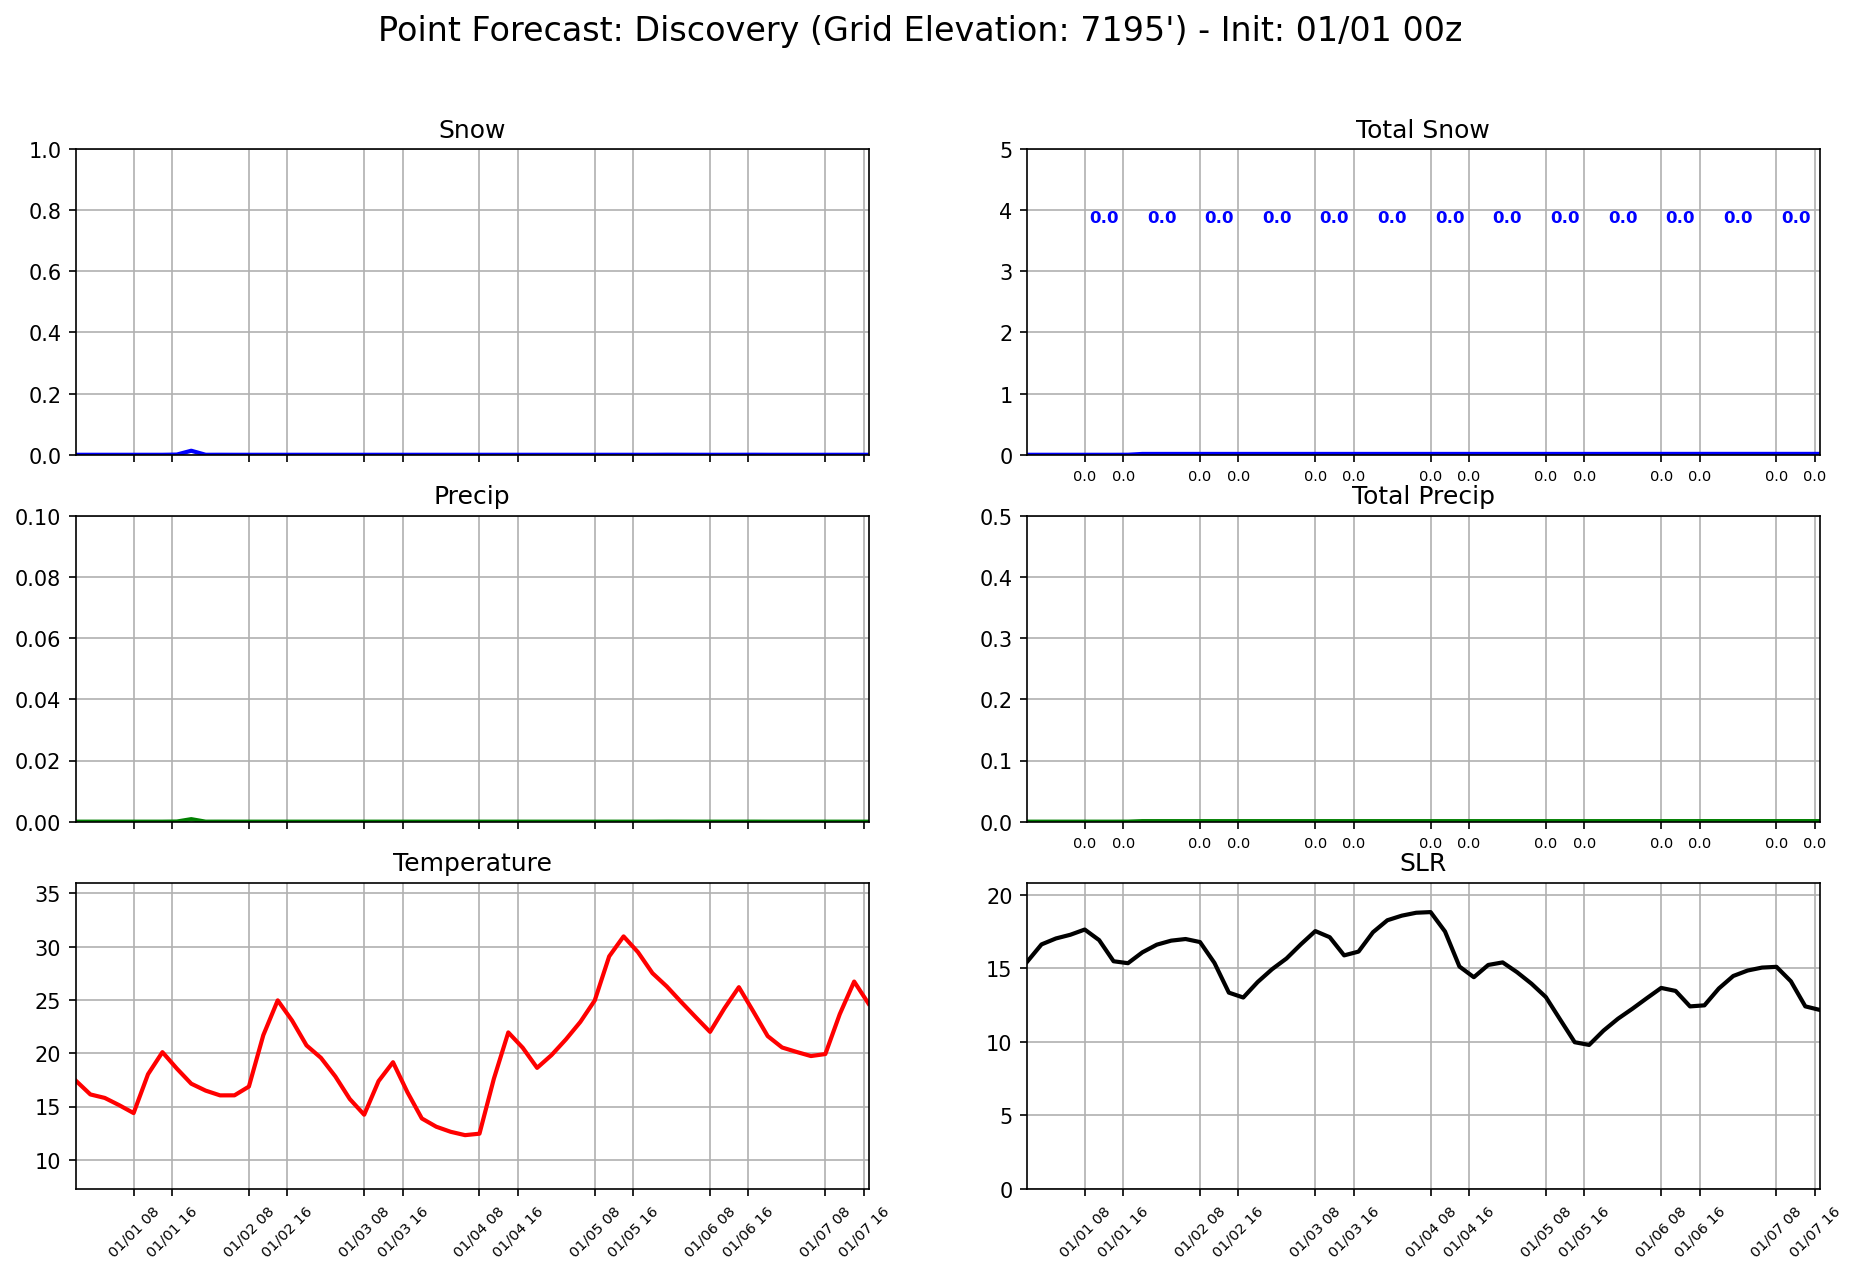 Point Forecast: Discovery (Grid Elevation: 7195') - Init: 01/01 00z
Snow
1.0
0.8
0.6
0.4
0.2
0.0
Total Snow
5
4
3
2
1
0
0.0 0.0 0.0 0.0 0.0 0.0 0.0 0.0 0.0 0.0 0.0 0.0 0.0
0.0 0.0 0.0 0.0 0.0 0.0 0.0 0.0 0.0 0.0 0.0 0.0 0.0 0.0
Precip
0.10
0.08
0.06
0.04
0.02
0.00
Total Precip
0.5
0.4
0.3
0.2
0.1
0.0
0.0 0.0 0.0 0.0 0.0 0.0 0.0 0.0 0.0 0.0 0.0 0.0 0.0 0.0
Temperature
35
30
25
20
15
10
01/01 08 01/01 16 01/02 08 01/02 16 01/03 08 01/03 16 01/04 08 01/04 16 01/05 08 01/05 16 01/06 08 01/06 16 01/07 08 01/07 16
SLR
20
15
10
5
0
01/01 08 01/01 16 01/02 08 01/02 16 01/03 08 01/03 16 01/04 08 01/04 16 01/05 08 01/05 16 01/06 08 01/06 16 01/07 08 01/07 16